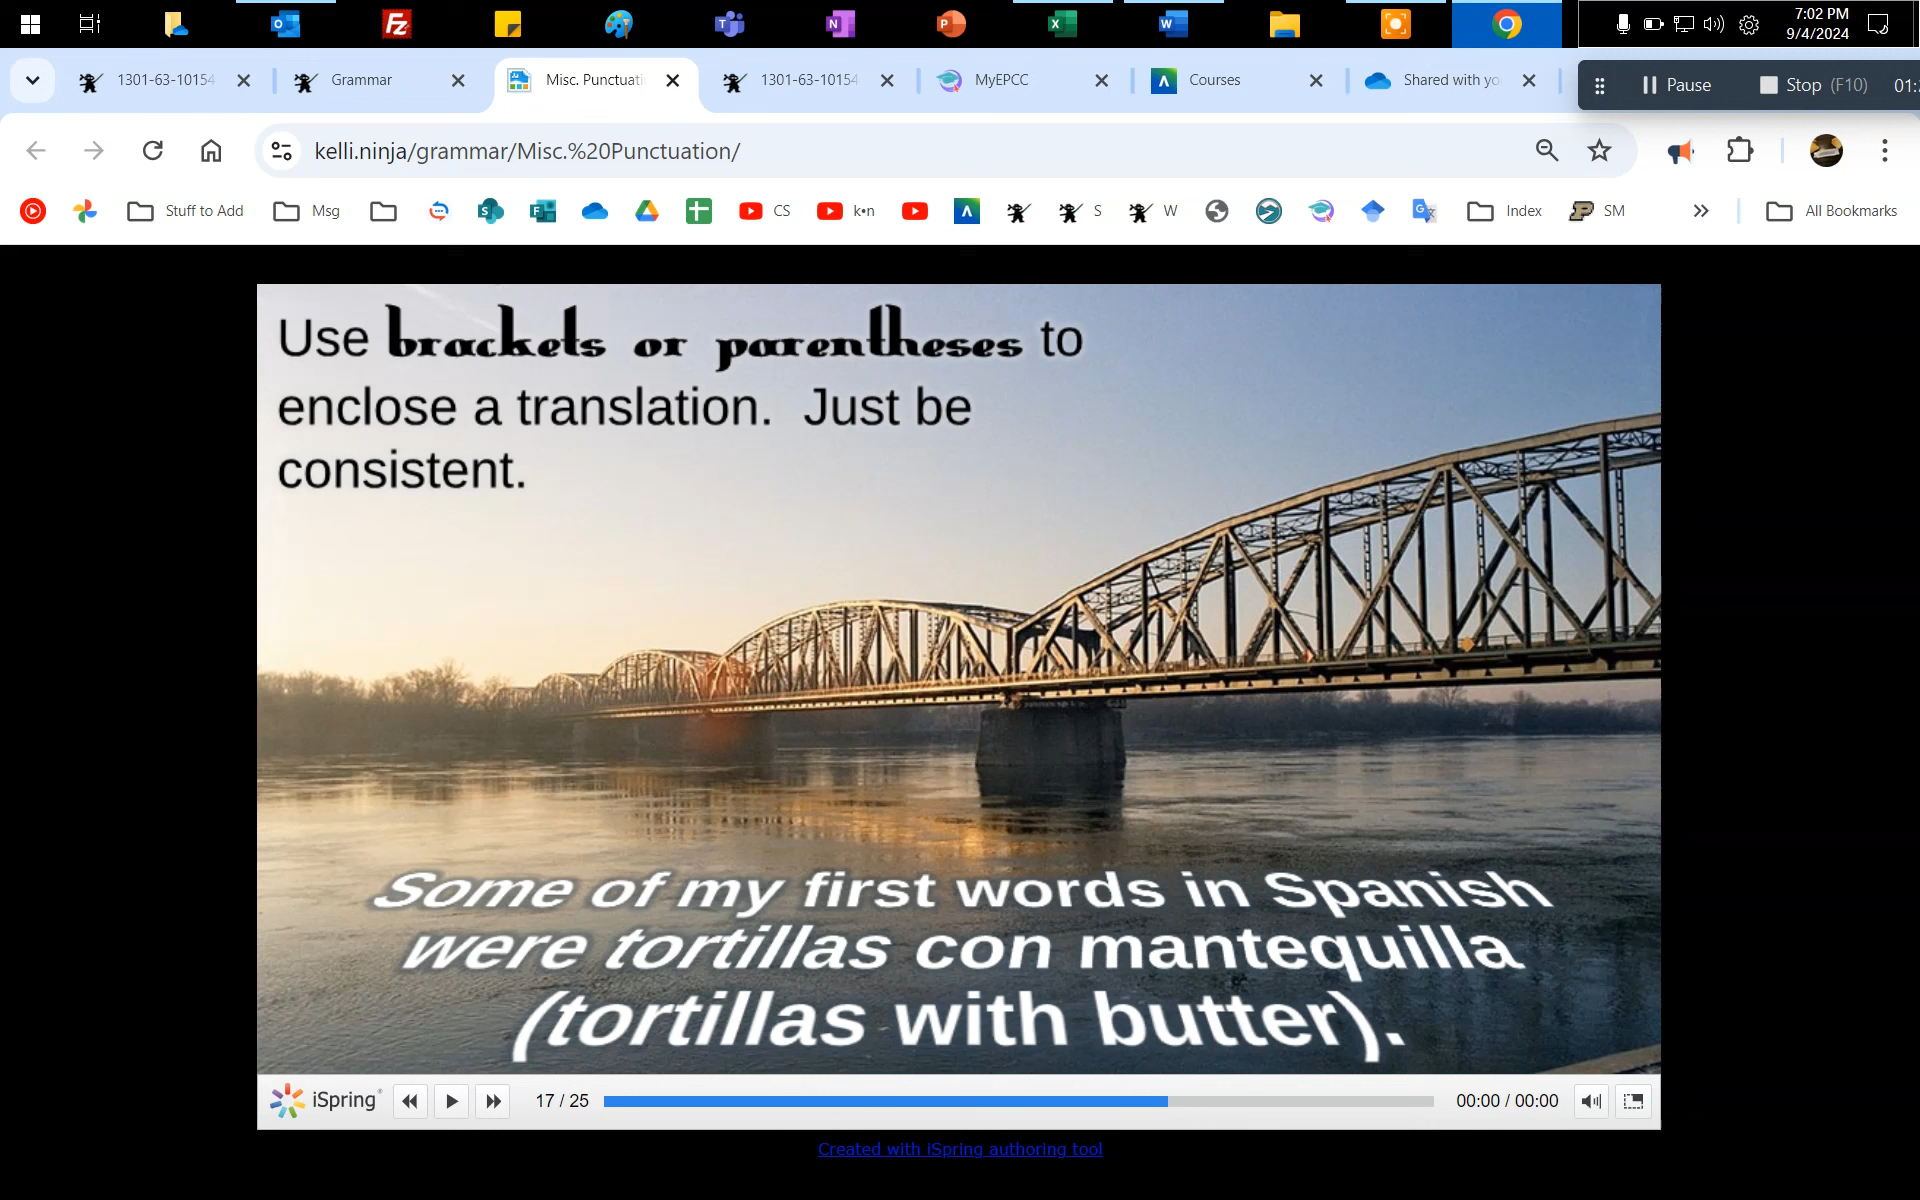 7:02 PM
9/4/2024
1301-63-10154
Grammar
Misc. Punctuati
1301-63-10154
MyEPCC
Courses
Shared with yo
Pause
Stop (F10)
01:
kelli.ninja/grammar/Misc.%20Punctuation/
Stuff to Add
Msg
CS
k•n
S
W
Index
SM
All Bookmarks
Use brackets or parentheses to
enclose a translation. Just be
consistent.
Some of my first words in Spanish
were tortillas con mantequilla
(tortillas with butter).
iSpring
17 / 25
00:00 / 00:00
Created with iSpring authoring tool